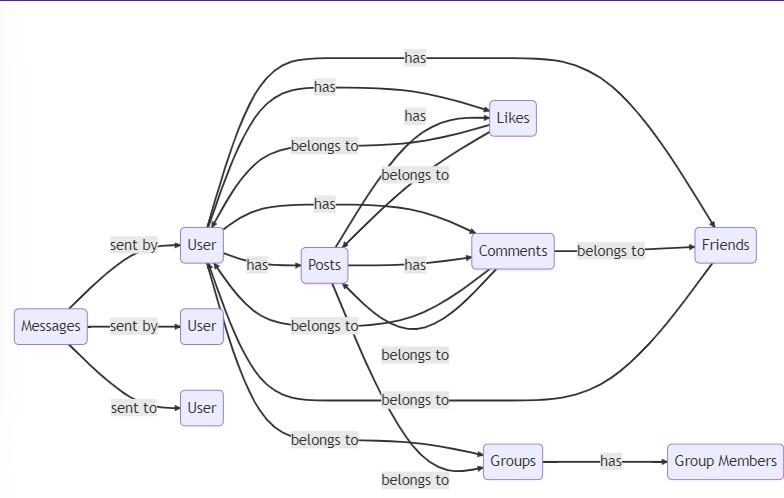 has
has
has
Likes
belongs to
belongs to
has
sent by
User
has
Posts
has
Comments
belongs to
Friends
Messages
sent by
User
belongs to
belongs to
sent to
User
belongs to
belongs to
Groups
has
Group Members
belongs to